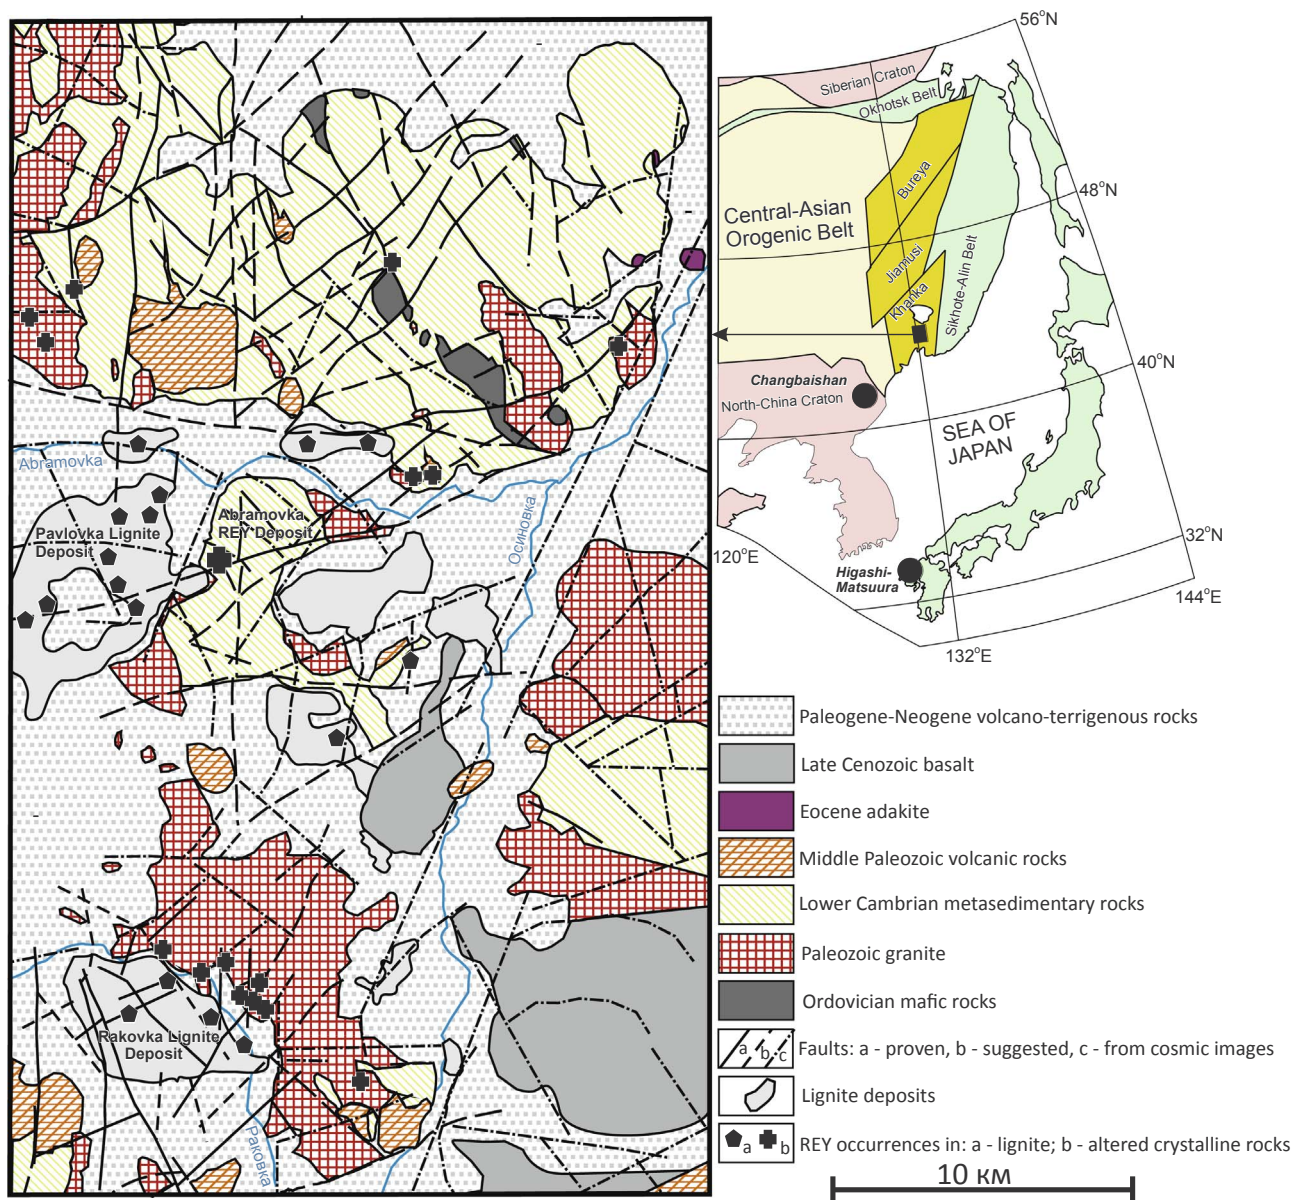 Abramovka
Pavlovka Lignite
Deposit
Abramovka
REY Deposit
Осиновка
Rakovka Lignite
Deposit
Раковка
56°N
Siberian Craton
Okhotsk Belt
Bureya
48°N
Central-Asian
Orogenic Belt
Jiamusi
Khanka
Sikhote-Alin Belt
40°N
Changbaishan
North-China Craton
SEA OF
JAPAN
120°E
32°N
Higashi-
Matsuura
144°E
132°E
Paleogene-Neogene volcano-terrigenous rocks
Late Cenozoic basalt
Eocene adakite
Middle Paleozoic volcanic rocks
Lower Cambrian metasedimentary rocks
Paleozoic granite
Ordovician mafic rocks
a b c
Faults: a - proven, b - suggested, c - from cosmic images
Lignite deposits
a b
REY occurrences in: a - lignite; b - altered crystalline rocks
10 км